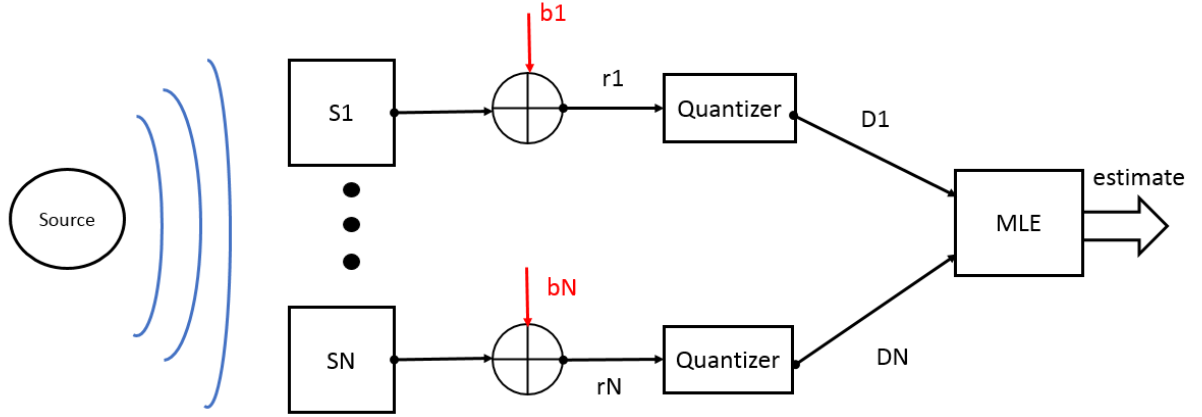 b1
r1
S1
Quantizer
D1
Source
estimate
MLE
bN
SN
Quantizer
rN
DN